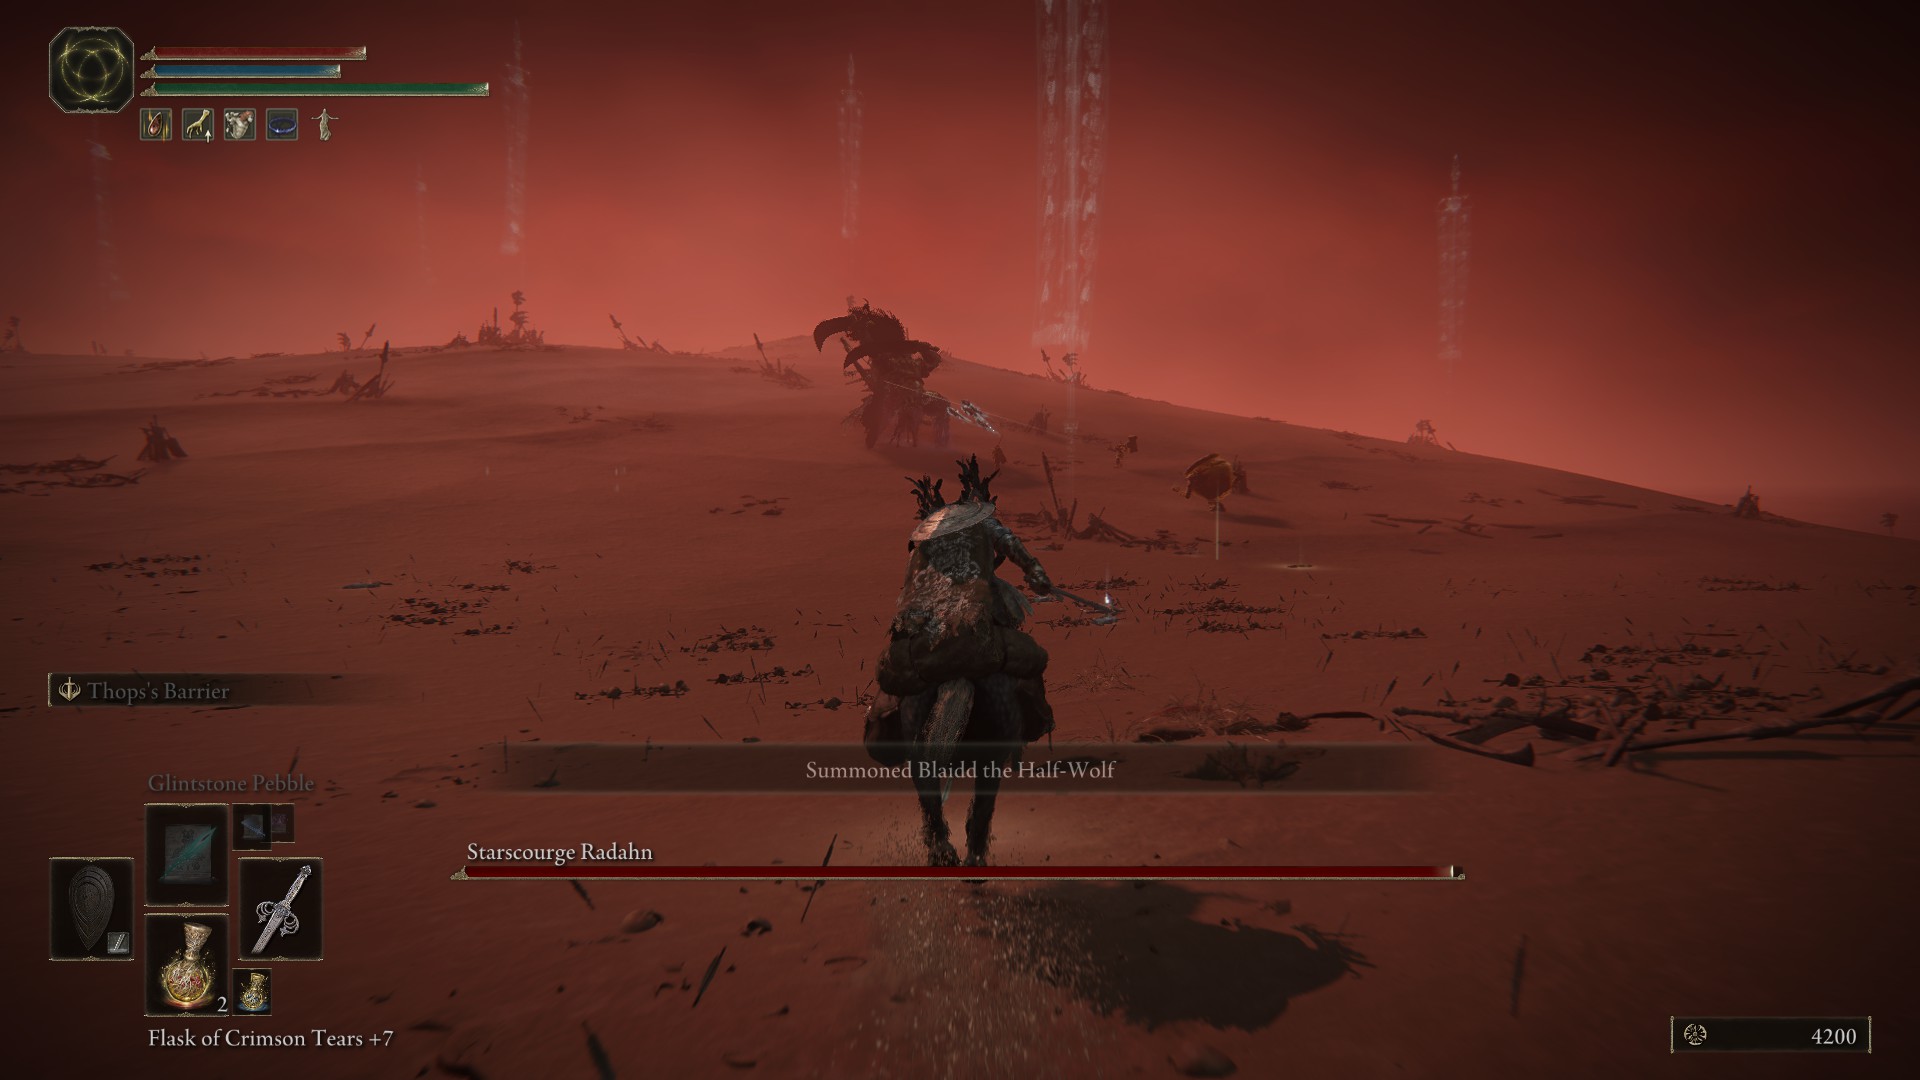 Thops's Barrier
Summoned Blaidd the Half-Wolf
Glintstone Pebble
Starscourge Radahn
2
Flask of Crimson Tears +7
4200